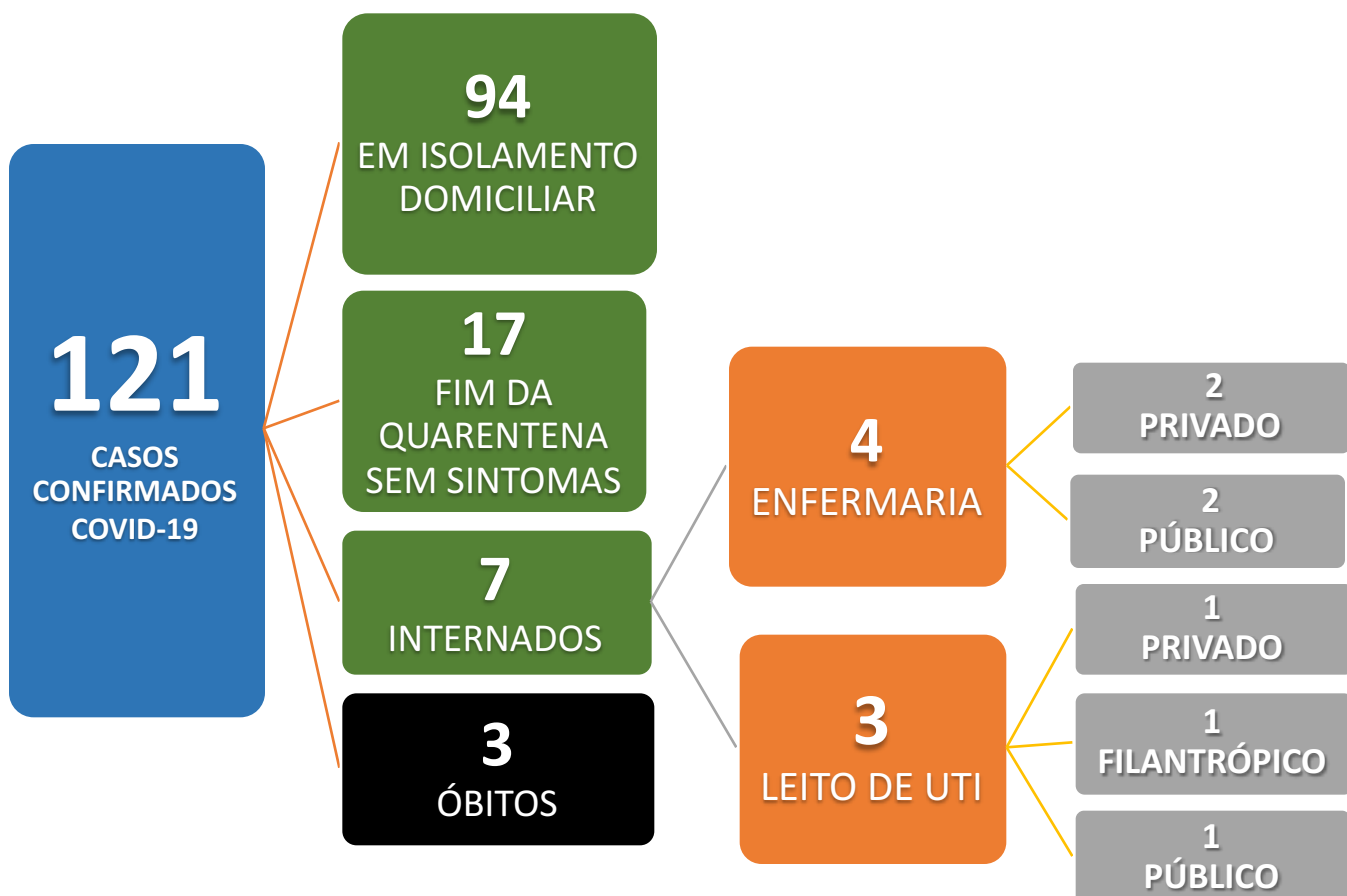 121
CASOS
CONFIRMADOS
COVID-19
94
EM ISOLAMENTO
DOMICILIAR
17
FIM DA
QUARENTENA
SEM SINTOMAS
7
INTERNADOS
3
ÓBITOS
4
ENFERMARIA
3
LEITO DE UTI
2
PRIVADO
2
PÚBLICO
1
PRIVADO
1
FILANTRÓPICO
1
PÚBLICO